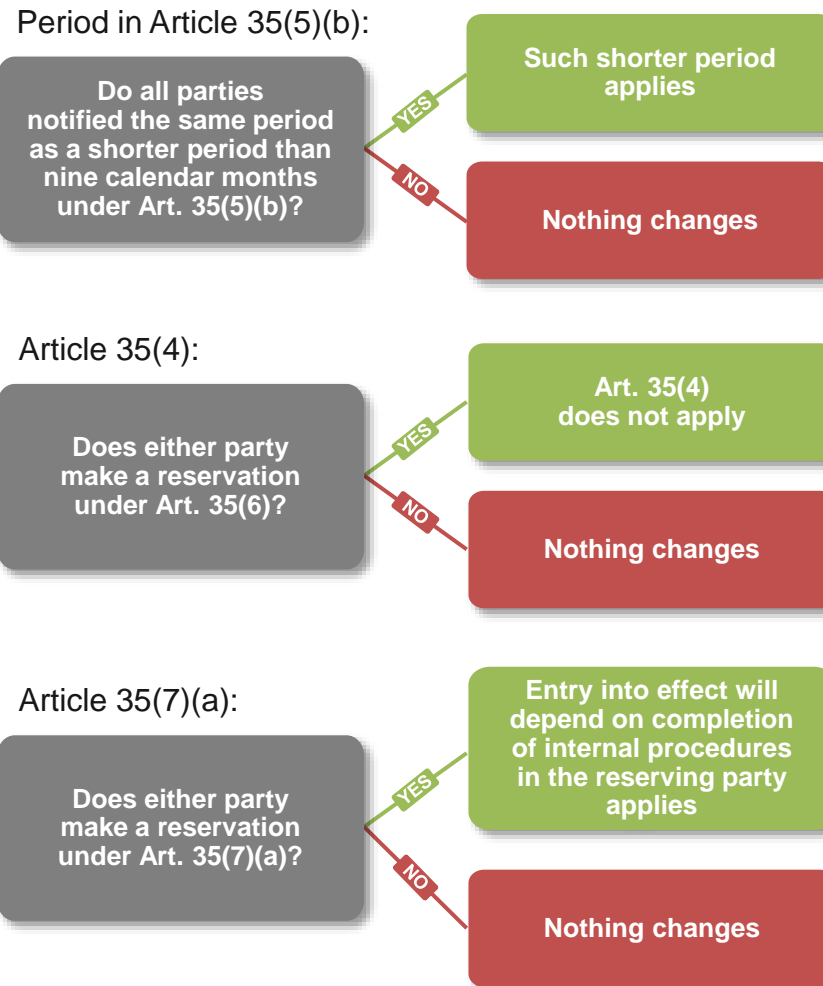 Period in Article 35(5)(b):
Do all parties
notified the same period
as a shorter period than
nine calendar months
under Art. 35(5)(b)?
YES
Such shorter period
applies
NO
Nothing changes
Article 35(4):
Does either party
make a reservation
under Art. 35(6)?
YES
Art. 35(4)
does not apply
NO
Nothing changes
Article 35(7)(a):
Does either party
make a reservation
under Art. 35(7)(a)?
YES
Entry into effect will
depend on completion
of internal procedures
in the reserving party
applies
NO
Nothing changes